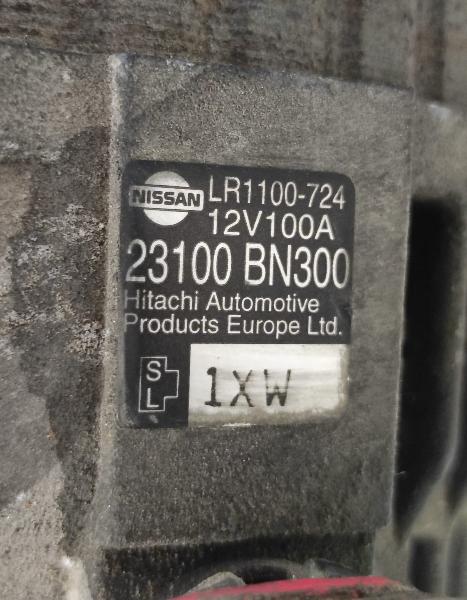 NISSAN LR1100-724
12V100A
23100 BN300
Hitachi Automotive
Products Europe Ltd.
S
L
1XW